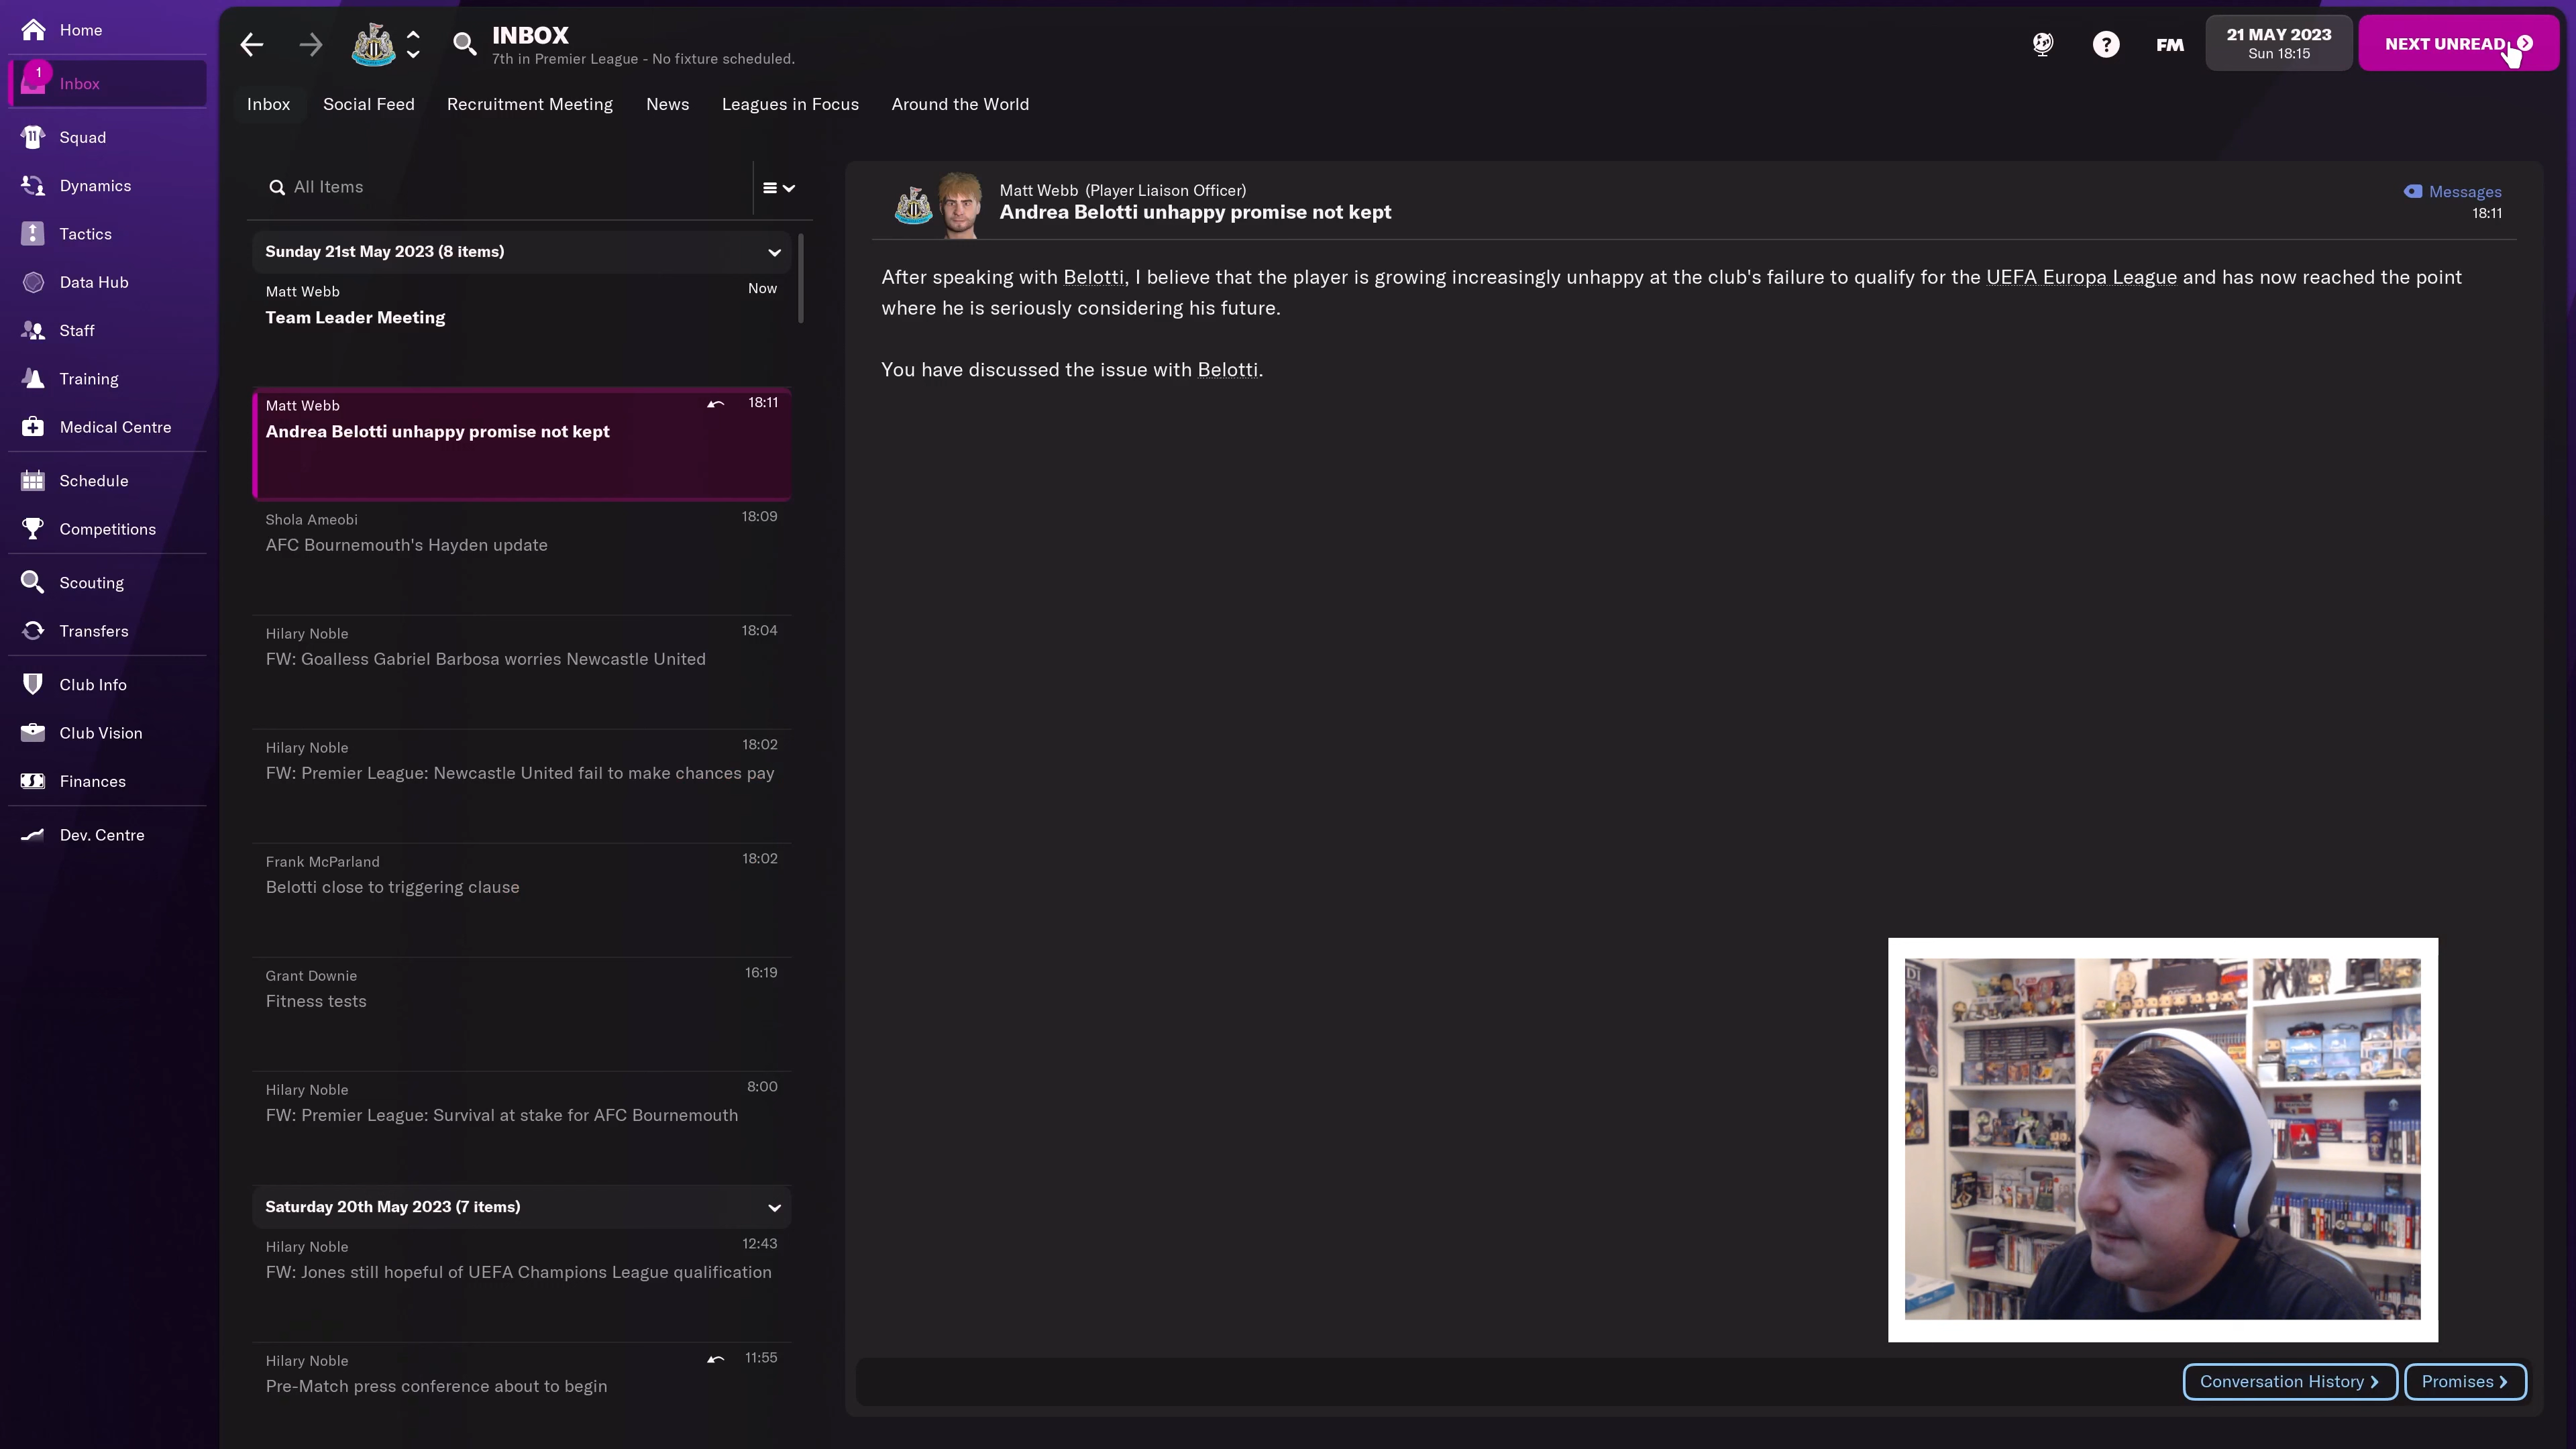 Home
1
Inbox
Squad
Dynamics
Tactics
Data Hub
Staff
Training
Medical Centre
Schedule
Competitions
Scouting
Transfers
Club Info
Club Vision
Finances
Dev. Centre
INBOX
7th in Premier League - No fixture scheduled.
?
FM
21 MAY 2023
Sun 18:15
NEXT UNREAD
Inbox
Social Feed
Recruitment Meeting
News
Leagues in Focus
Around the World
All Items
Sunday 21st May 2023 (8 items)
Matt Webb
Now
Team Leader Meeting
Matt Webb
18:11
Andrea Belotti unhappy promise not kept
Shola Ameobi
18:09
AFC Bournemouth's Hayden update
Hilary Noble
18:04
FW: Goalless Gabriel Barbosa worries Newcastle United
Hilary Noble
18:02
FW: Premier League: Newcastle United fail to make chances pay
Frank McParland
18:02
Belotti close to triggering clause
Grant Downie
16:19
Fitness tests
Hilary Noble
8:00
FW: Premier League: Survival at stake for AFC Bournemouth
Saturday 20th May 2023 (7 items)
Hilary Noble
12:43
FW: Jones still hopeful of UEFA Champions League qualification
Hilary Noble
11:55
Pre-Match press conference about to begin
Matt Webb (Player Liaison Officer)
Andrea Belotti unhappy promise not kept
Messages
18:11
After speaking with Belotti, I believe that the player is growing increasingly unhappy at the club's failure to qualify for the UEFA Europa League and has now reached the point
where he is seriously considering his future.
You have discussed the issue with Belotti.
Conversation History
Promises